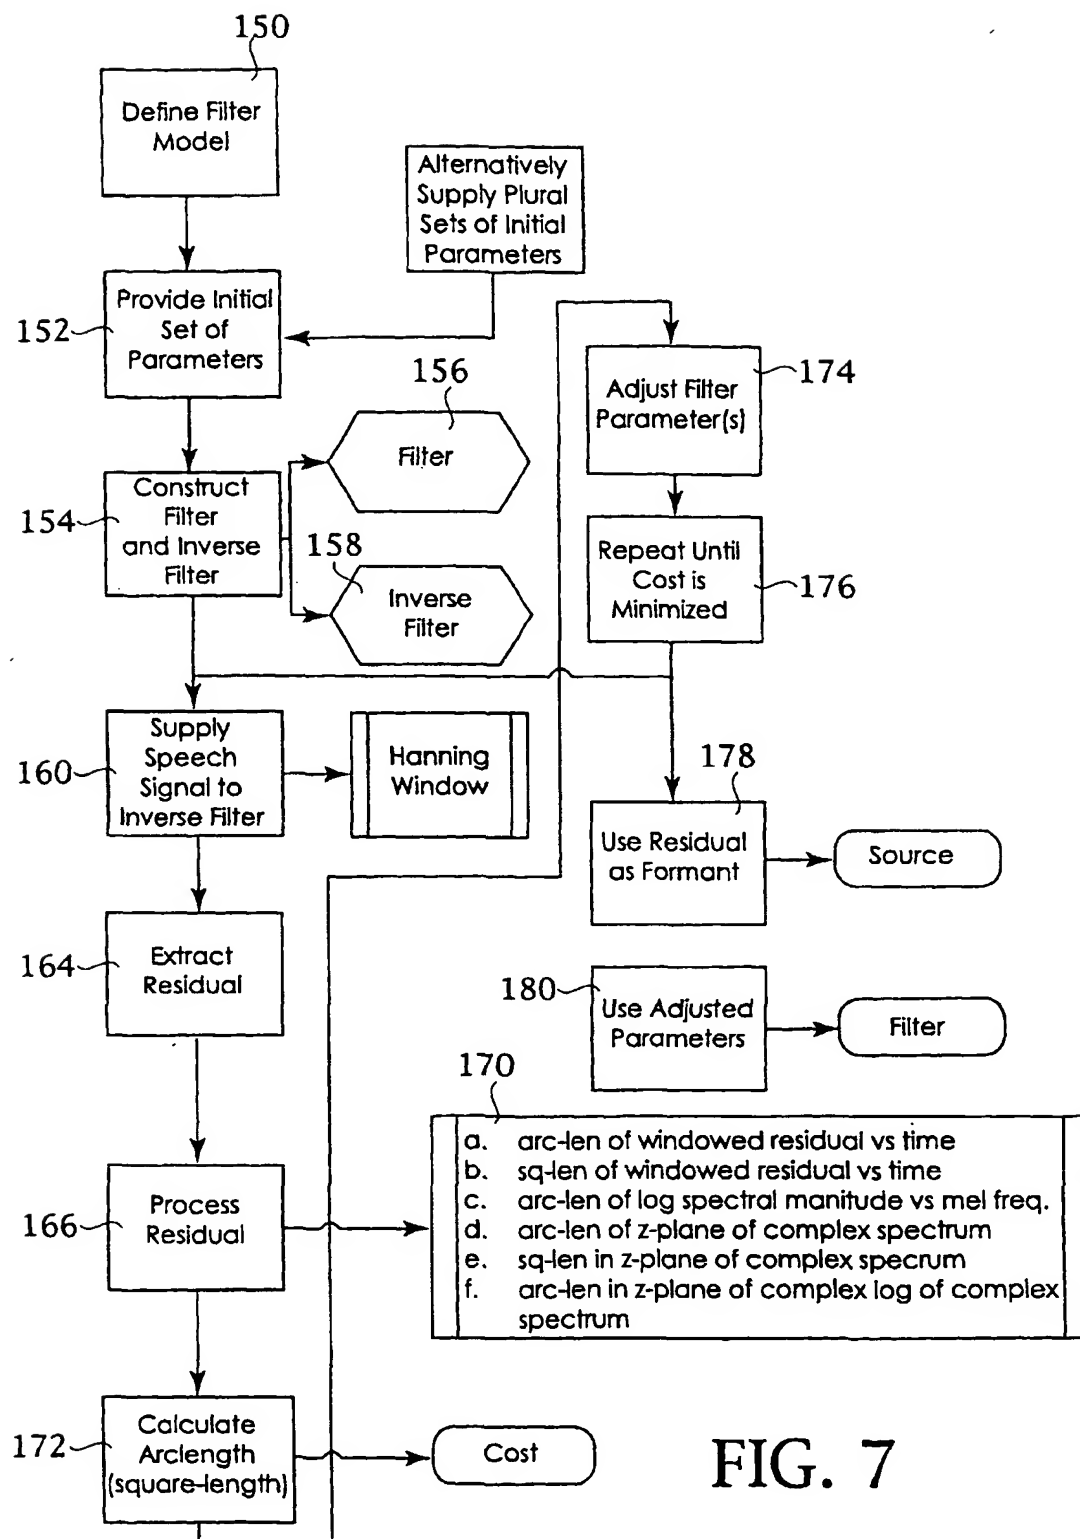 150
Define Filter
Model
Alternatively
Supply Plural
Sets of Initial
Parameters
152
Provide Initial
Set of
Parameters
156
Filter
154
Construct
Filter
and Inverse
Filter
158
Inverse
Filter
174
Adjust Filter
Parameter(s)
176
Repeat Until
Cost is
Minimized
160
Supply
Speech
Signal to
Inverse Filter
Hanning
Window
178
Use Residual
as Formant
Source
164
Extract
Residual
180
Use Adjusted
Parameters
Filter
166
Process
Residual
170
a. arc-len of windowed residual vs time
b. sq-len of windowed residual vs time
c. arc-len of log spectral manitude vs mel freq.
d. arc-len of z-plane of complex spectrum
e. sq-len in z-plane of complex specrum
f. arc-len in z-plane of complex log of complex
spectrum
172
Calculate
Arclength
(square-length)
Cost
FIG. 7